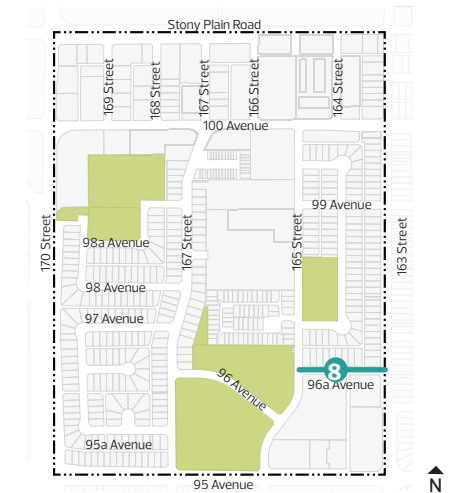 Stony Plain Road
169 Street
168 Street
167 Street
166 Street
164 Street
100 Avenue
99 Avenue
170 Street
98a Avenue
167 Street
165 Street
163 Street
98 Avenue
97 Avenue
8
96 Avenue
96a Avenue
95a Avenue
95 Avenue
N